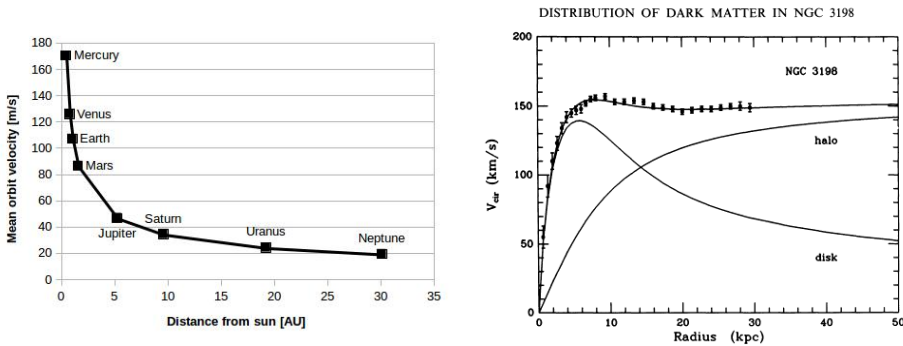 180
160
140
120
100
80
60
40
20
0
Mean orbit velocity [m/s]
Mercury
Venus
Earth
Mars
Jupiter
Saturn
Uranus
Neptune
0 5 10 15 20 25 30 35
Distance from sun [AU]
DISTRIBUTION OF DARK MATTER IN NGC 3198
200
150
100
50
0
V_cir (km/s)
NGC 3198
halo
disk
0 10 20 30 40 50
Radius (kpc)